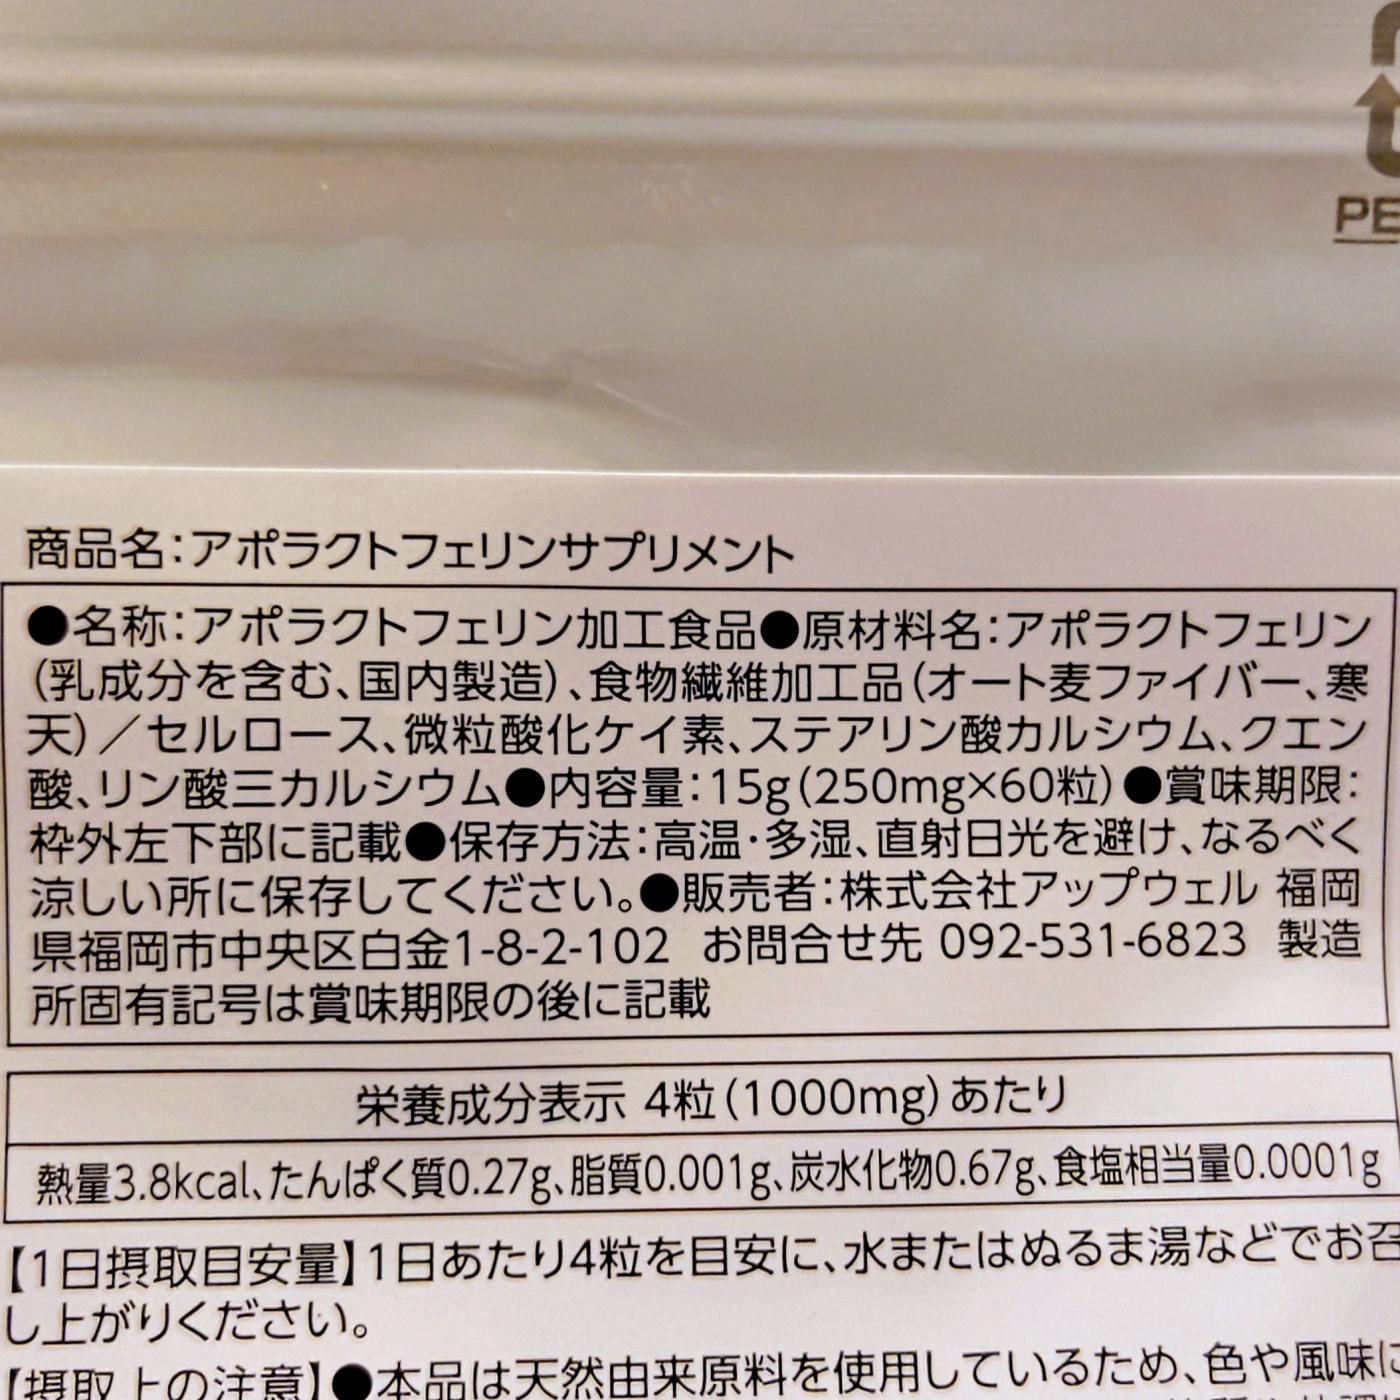 PE
商品名：アポラクトフェリンサプリメント
●名称：アポラクトフェリン加工食品●原材料名：アポラクトフェリン
（乳成分を含む、国内製造）、食物繊維加工品（オート麦ファイバー、寒
天）／セルロース、微粒酸化ケイ素、ステアリン酸カルシウム、クエン
酸、リン酸三カルシウム●内容量：15g(250mg×60粒)●賞味期限：
枠外左下部に記載●保存方法：高温・多湿、直射日光を避け、なるべく
涼しい所に保存してください。●販売者：株式会社アップウェル 福岡
県福岡市中央区白金1-8-2-102 お問合せ先 092-531-6823 製造
所固有記号は賞味期限の後に記載
栄養成分表示 4粒(1000mg)あたり
熱量3.8kcal、たんぱく質0.27g、脂質0.001g、炭水化物0.67g、食塩相当量0.0001g
【1日摂取目安量】1日あたり4粒を目安に、水またはぬるま湯などでお召
し上がりください。
【摂取上の注意】●本品は天然由来原料を使用しているため、色や風味に